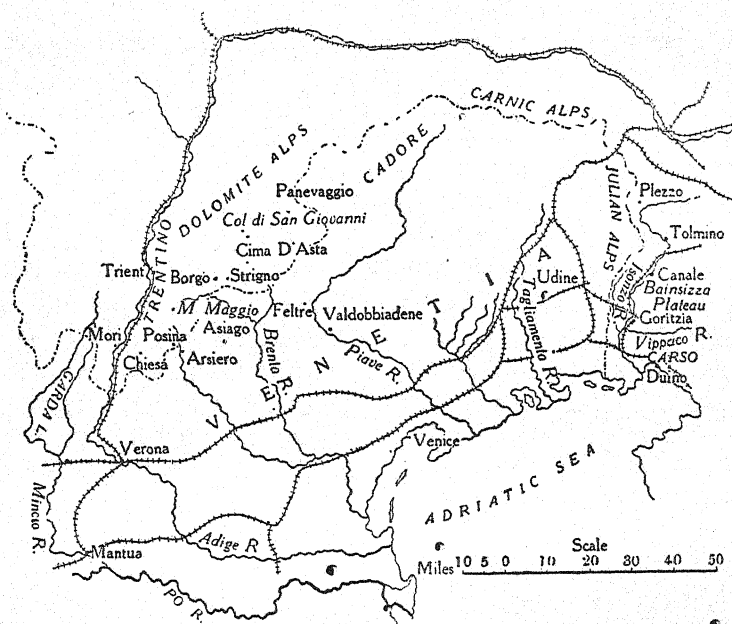 CARNIC ALPS
DOLOMITE ALPS
CADORE
Panevaggio
Plezzo
JULIAN ALPS
Col di San Giovanni
Tolmino
Cima D'Asta
TRENTINO
Trient
Borgo
Strigno
Udine
Canale
Isonzo R.
Bainsizza
Plateau
M. Maggio
Feltre
Valdobbiadene
Goritzia
Mori
Posina
Asiago
Tagliamento R.
Vippaco R.
Chiesa
Arsiero
Brenlo R.
Piave R.
CARSO
Duino
GARDA L.
VENETIA
Verona
Venice
Mincio R.
ADRIATIC SEA
Adige R
Mantua
Scale
Miles 10 5 0 10 20 30 40 50
PO R.